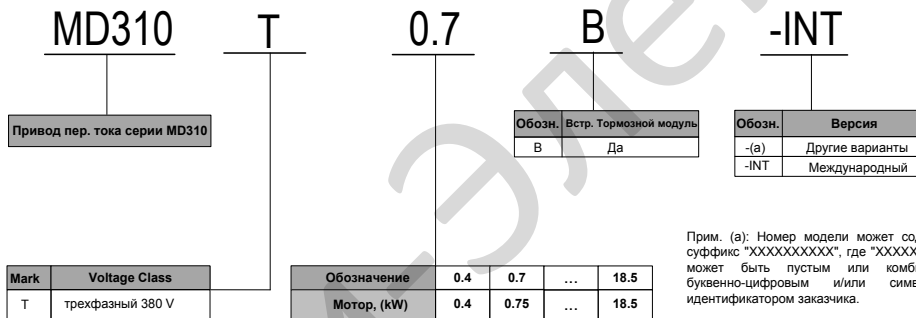 MD310 T 0.7 B -INT
Привод пер. тока серии MD310
Обозн. Встр. Тормозной модуль
B Да
Обозн. Версия
-(a) Другие варианты
-INT Международный
Mark Voltage Class
T трехфазный 380 V
Обозначение 0.4 0.7 ... 18.5
Мотор, (kW) 0.4 0.75 ... 18.5
Прим. (a): Номер модели может сод
суффикс "XXXXXXXXXX", где "XXXXX
может быть пустым или комб
буквенно-цифровым и/или симв
идентификатором заказчика.